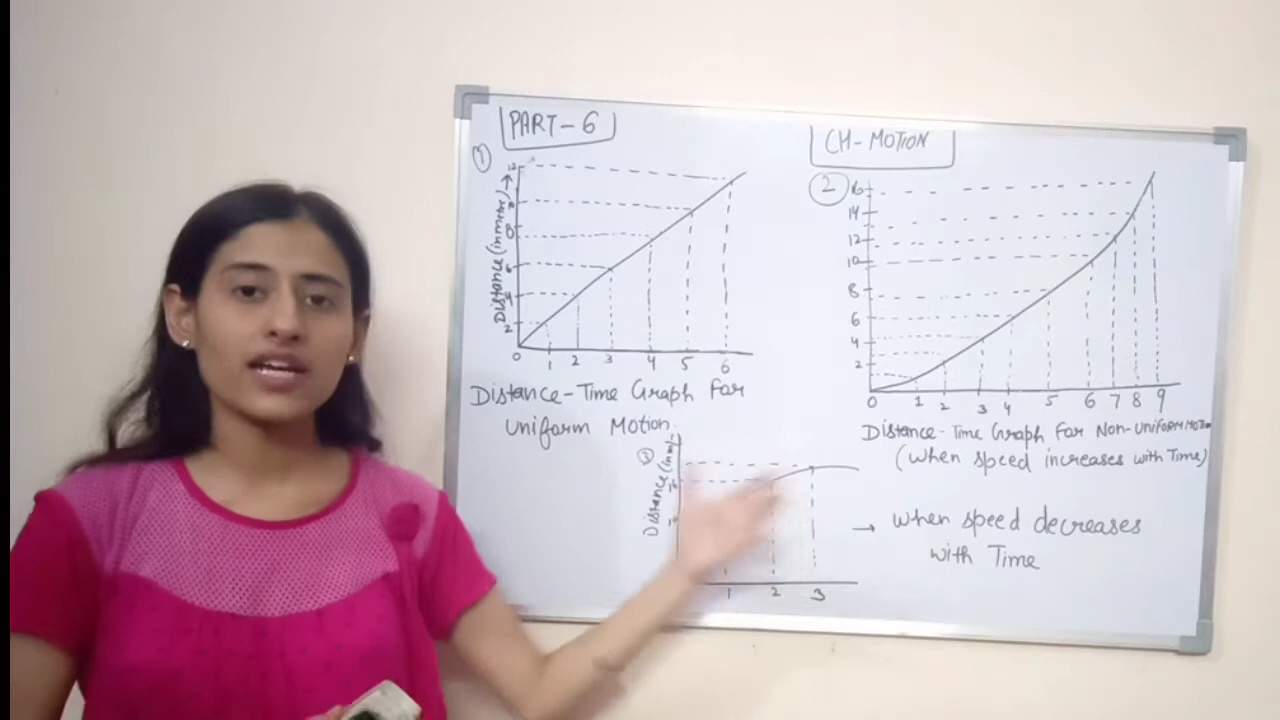 PART-6
CH-MOTION
1
Distance (in metre) →
12
8
6
4
2
0 1 2 3 4 5 6
Distance-Time Graph For
Uniform Motion.
2
16
14
12
10
8
6
4
2
0 1 2 3 4 5 6 7 8 9
Distance-Time Graph For Non-Uniform Motion
(When speed increases with Time)
3
Distance (in m)
16
1 2 3
→ When speed decreases
with Time